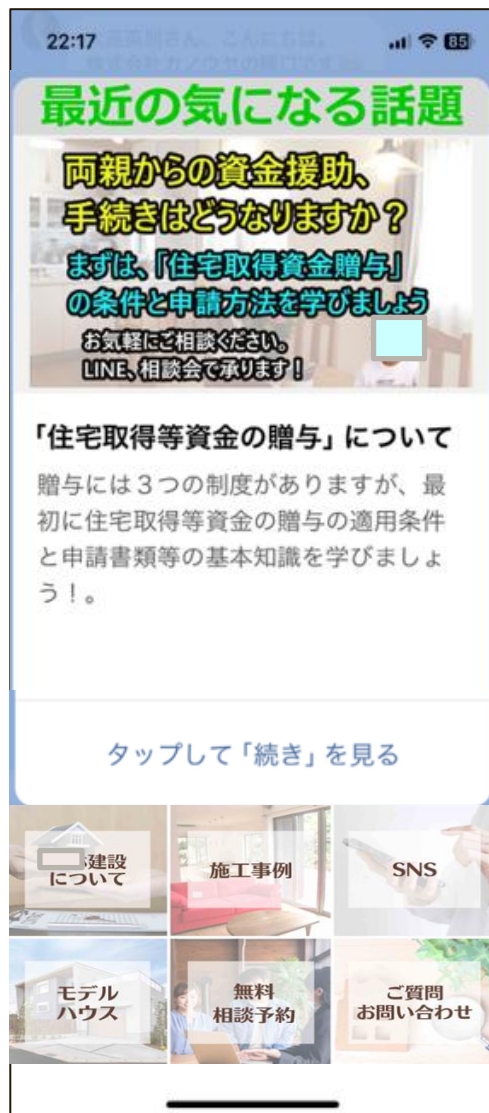 22:17
85
最近の気になる話題
両親からの資金援助、
手続きはどうなりますか？
まずは、「住宅取得資金贈与」
の条件と申請方法を学びましょう
お気軽にご相談ください。
LINE、相談会で承ります！
「住宅取得等資金の贈与」について
贈与には３つの制度がありますが、最
初に住宅取得等資金の贈与の適用条件
と申請書類等の基本知識を学びましょ
う！。
タップして「続き」を見る
建設
について
施工事例
SNS
モデル
ハウス
無料
相談予約
ご質問
お問い合わせ